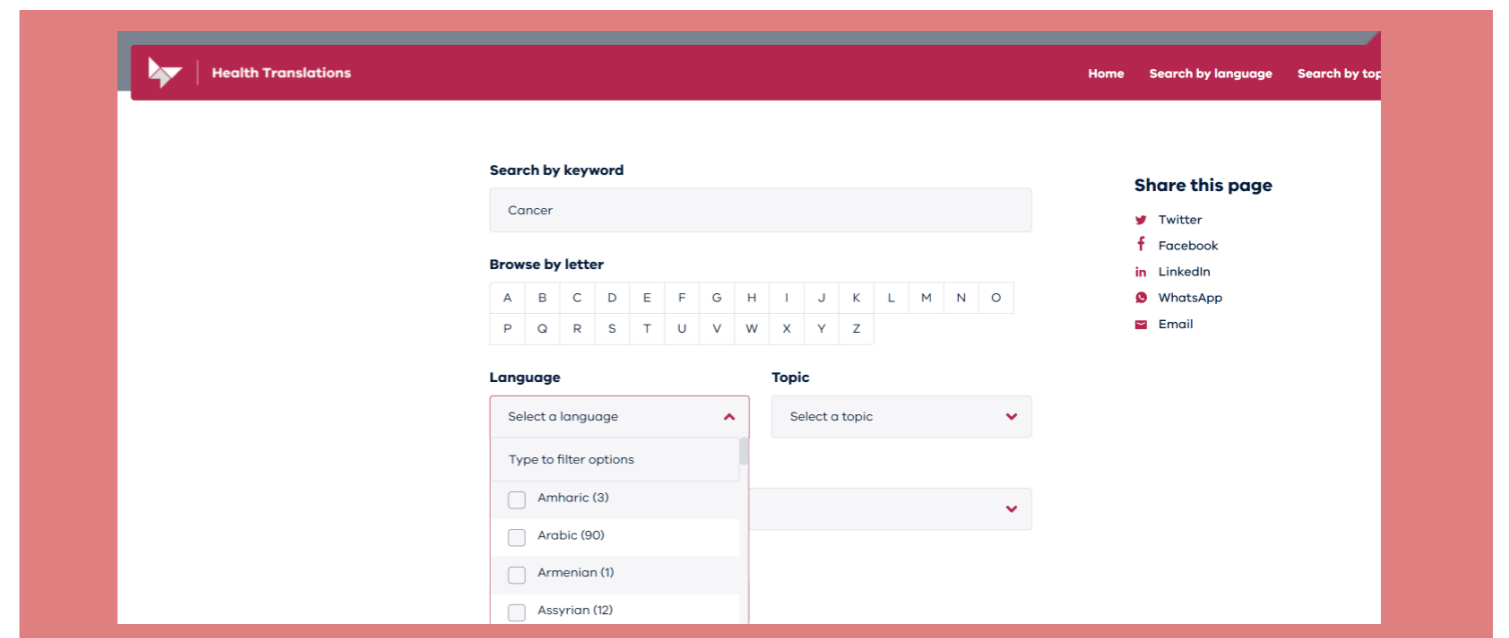 Health Translations
Home Search by language Search by top
Search by keyword
Cancer
Browse by letter
A B C D E F G H I J K L M N O
P Q R S T U V W X Y Z
Language
Select a language
Type to filter options
Amharic (3)
Arabic (90)
Armenian (1)
Assyrian (12)
Topic
Select a topic
Share this page
Twitter
Facebook
LinkedIn
WhatsApp
Email